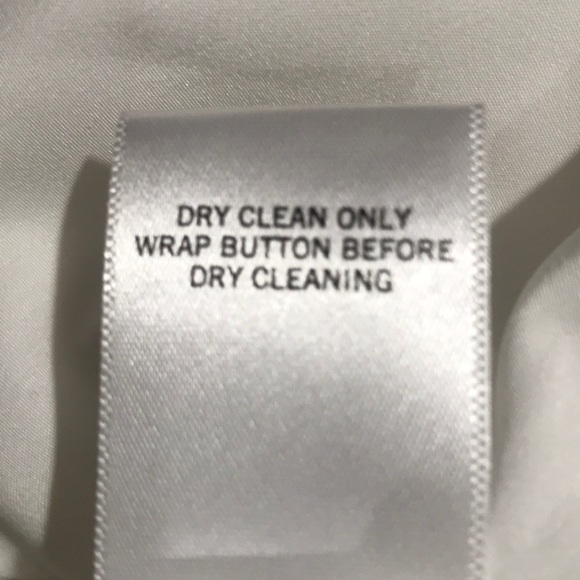 DRY CLEAN ONLY
WRAP BUTTON BEFORE
DRY CLEANING